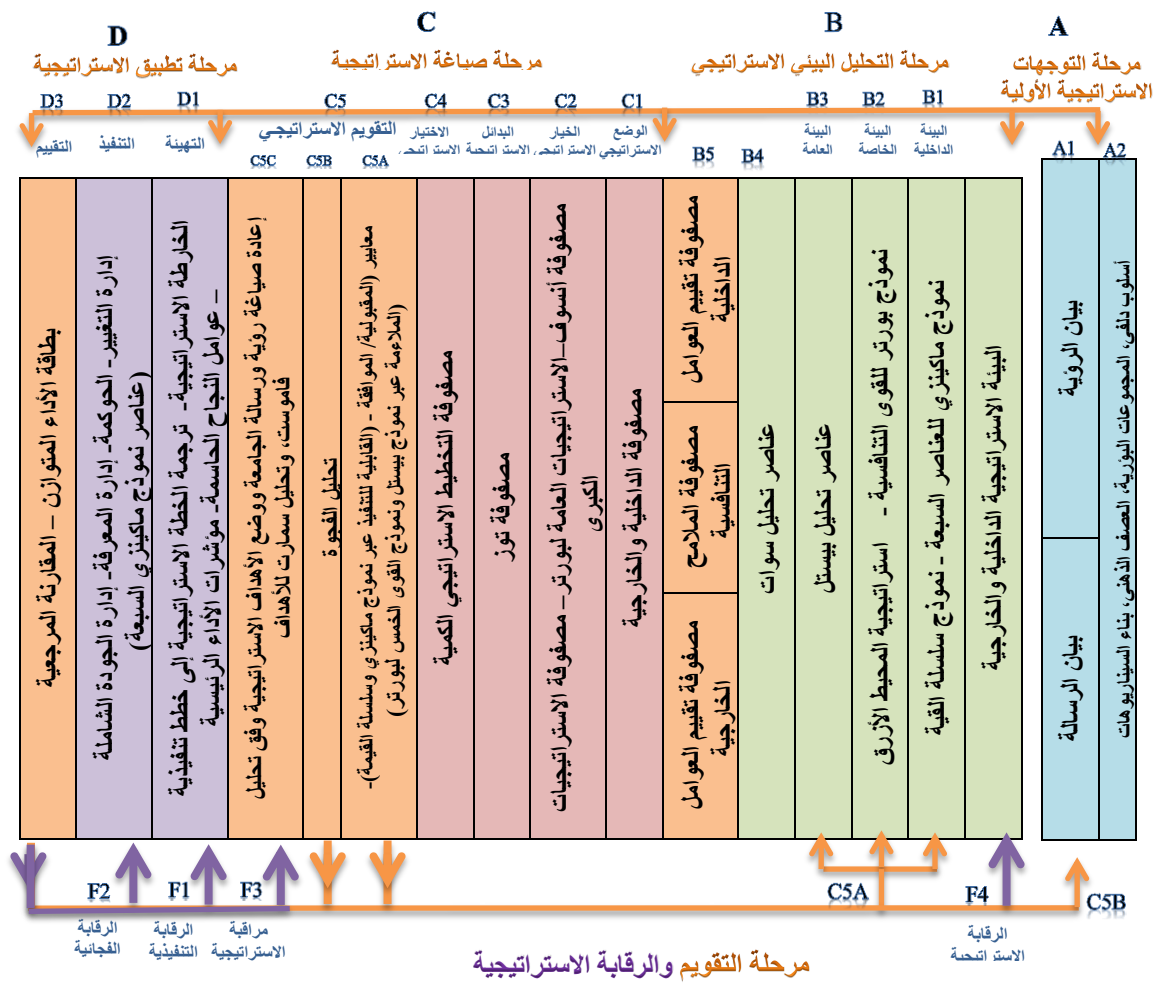 A
B
C
D
مرحلة التوجهات
الاستراتيجية الأولية
مرحلة التحليل البيئي الاستراتيجي
مرحلة صياغة الاستراتيجية
مرحلة تطبيق الاستراتيجية
A2
A1
B1
B2
B3
B4
B5
البيئة
الداخلية
البيئة
الخاصة
البيئة
العامة
C1
C2
C3
C4
C5
الوضع
الاستراتيجي
الخيار
الاستراتيجي
البدائل
الاستراتيجية
الاختيار
الاستراتيجي
التقويم الاستراتيجي
C5A
C5B
C5C
D1
D2
D3
التهيئة
التنفيذ
التقييم
أسلوب دلفي، المجموعات البؤرية، العصف الذهني، بناء السيناريوهات
بيان الرؤية
بيان الرسالة
البيئة الاستراتيجية الداخلية والخارجية
نموذج ماكينزي للعناصر السبعة - نموذج سلسلة القية
نموذج بورتر للقوى التنافسية -
استراتيجية المحيط الأزرق
عناصر تحليل بيستل
عناصر تحليل سوات
مصفوفة تقييم العوامل
الداخلية
مصفوفة الملامح
التنافسية
مصفوفة تقييم العوامل
الخارجية
مصفوفة الداخلية والخارجية
مصفوفة أنسوف–الاستراتيجيات العامة لبورتر– مصفوفة الاستراتيجيات
الكبرى
مصفوفة توز
مصفوفة التخطيط الاستراتيجي الكمية
معايير (المقبولية/ الموافقة - (القابلية للتنفيذ عبر نموذج ماكينزي وسلسلة القيمة)-
(الملاءمة عبر نموذج بيستل ونموذج القوى الخمس لبورتر)
تحليل الفجوة
إعادة صياغة رؤية ورسالة الجامعة ووضع الأهداف الاستراتيجية وفق تحليل
فاموست، وتحليل سمارت للأهداف
الخارطة الاستراتيجية- ترجمة الخطة الاستراتيجية إلى خطط تنفيذية
– عوامل النجاح الحاسمة- مؤشرات الأداء الرئيسية
إدارة التغيير- الحوكمة- إدارة المعرفة- إدارة الجودة الشاملة
(عناصر نموذج ماكينزي السبعة)
بطاقة الأداء المتوازن – المقارنة المرجعية
C5B
F4
C5A
F3
F1
F2
الرقابة
الاستراتيجية
مراقبة
الاستراتيجية
الرقابة
التنفيذية
الرقابة
الفجائية
مرحلة التقويم والرقابة الاستراتيجية